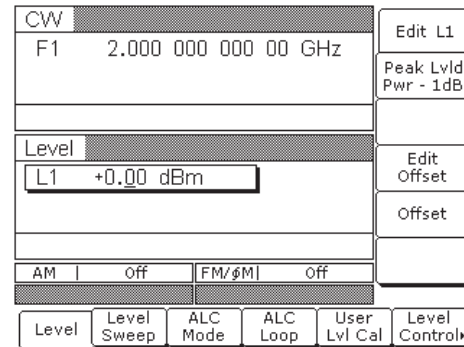 CW
F1 2.000 000 000 00 GHz
Level
L1 +0.00 dBm
AM | Off FM/ϕM| Off
Edit L1
Peak Lvld
Pwr - 1dB
Edit
Offset
Offset
Level
Level
Sweep
ALC
Mode
ALC
Loop
User
Lvl Cal
Level
Control